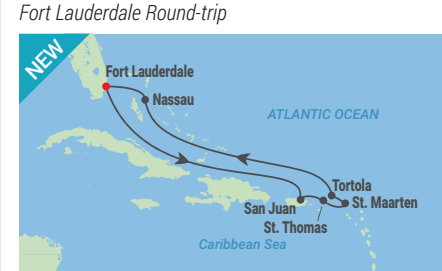 Fort Lauderdale Round-trip
NEW
Fort Lauderdale
Nassau
ATLANTIC OCEAN
Tortola
San Juan
St. Maarten
St. Thomas
Caribbean Sea